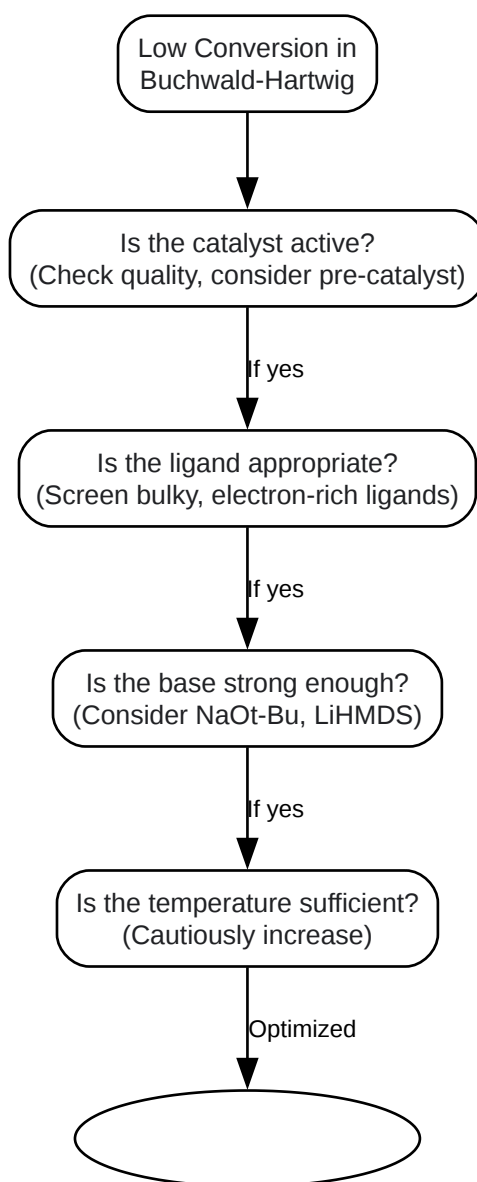 Low Conversion in
Buchwald-Hartwig
Is the catalyst active?
(Check quality, consider pre-catalyst)
If yes
Is the ligand appropriate?
(Screen bulky, electron-rich ligands)
If yes
Is the base strong enough?
(Consider NaOt-Bu, LiHMDS)
If yes
Is the temperature sufficient?
(Cautiously increase)
Optimized